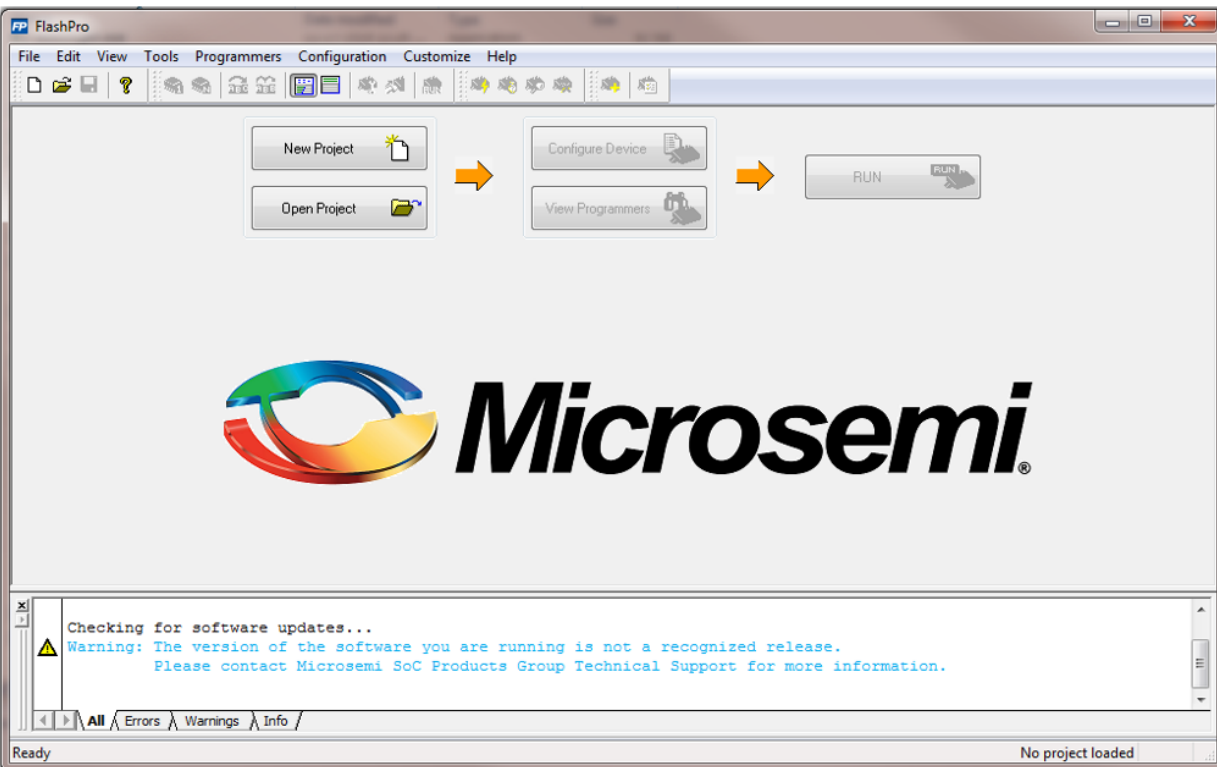 FlashPro
File Edit View Tools Programmers Configuration Customize Help
New Project
Configure Device
RUN
RUN
Open Project
View Programmers
Microsemi®
Checking for software updates...
Warning: The version of the software you are running is not a recognized release.
Please contact Microsemi SoC Products Group Technical Support for more information.
All Errors Warnings Info
Ready
No project loaded